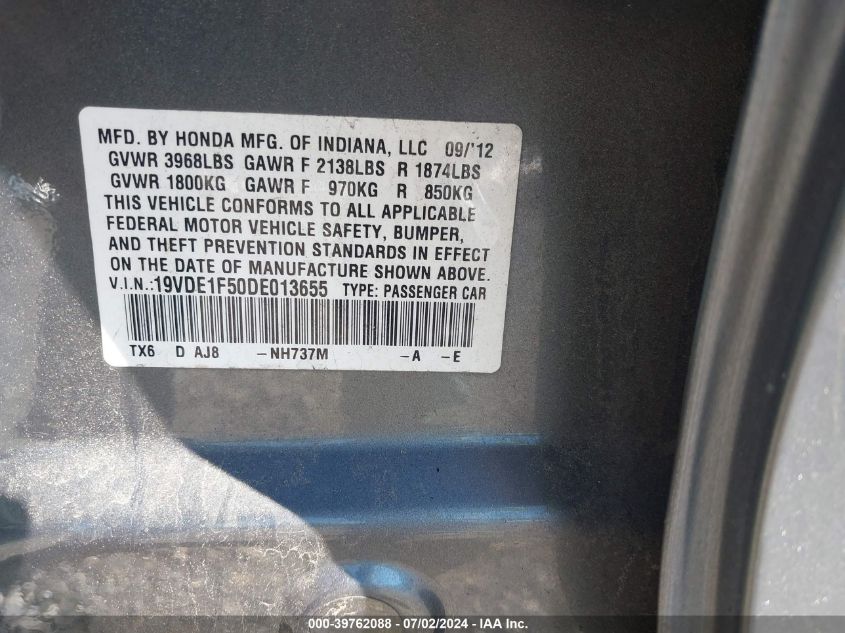 MFD. BY HONDA MFG. OF INDIANA, LLC 09/'12
GVWR 3968LBS GAWR F 2138LBS R 1874LBS
GVWR 1800KG GAWR F 970KG R 850KG
THIS VEHICLE CONFORMS TO ALL APPLICABLE
FEDERAL MOTOR VEHICLE SAFETY, BUMPER,
AND THEFT PREVENTION STANDARDS IN EFFECT
ON THE DATE OF MANUFACTURE SHOWN ABOVE.
V.I.N.:19VDE1F50DE013655 TYPE: PASSENGER CAR
TX6 D AJ8 -NH737M -A -E
000-39762088 - 07/02/2024 - IAA Inc.